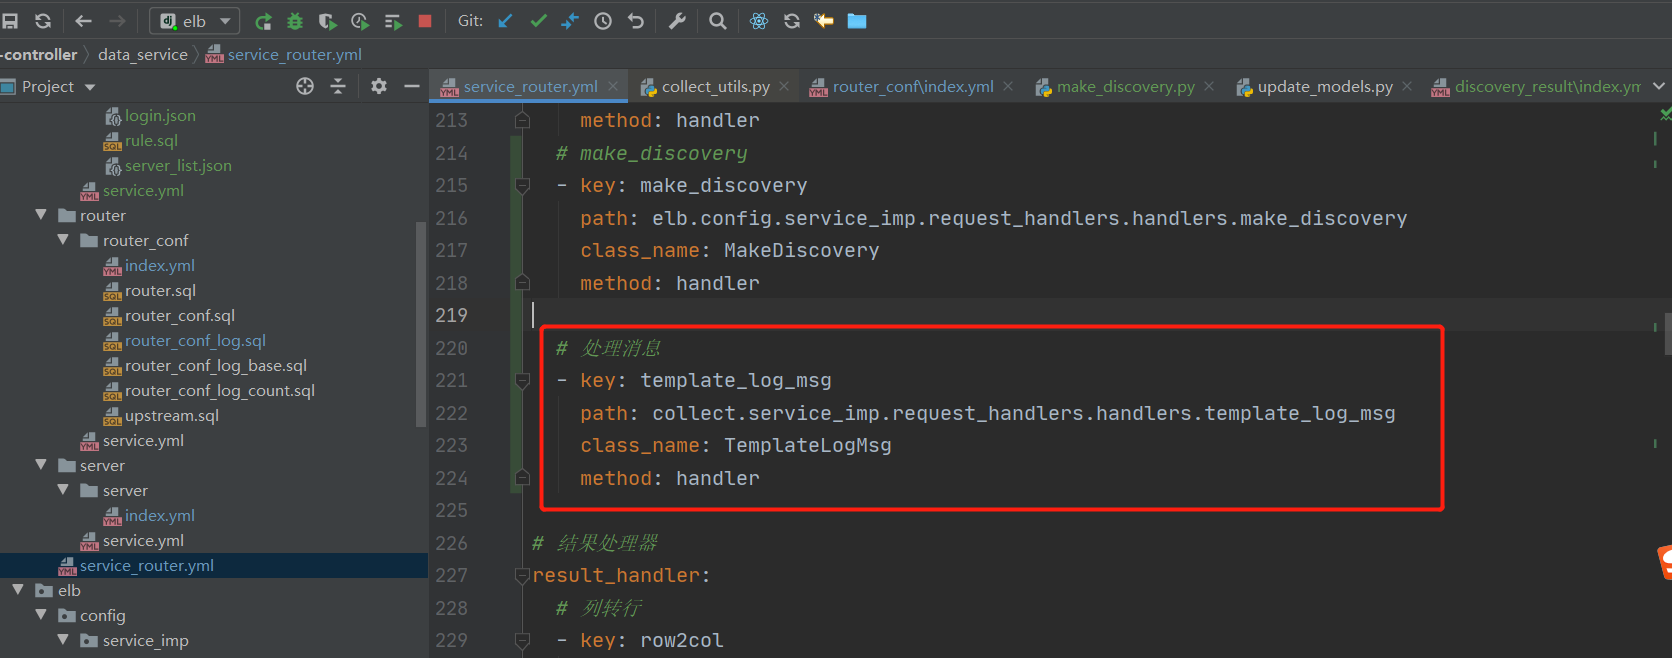 elb
Git:
-controller
data_service
service_router.yml
Project
service_router.yml
collect_utils.py
router_conf\index.yml
make_discovery.py
update_models.py
discovery_result\index.ym
login.json
rule.sql
server_list.json
service.yml
router
router_conf
index.yml
router.sql
router_conf.sql
router_conf_log.sql
router_conf_log_base.sql
router_conf_log_count.sql
upstream.sql
service.yml
server
server
index.yml
service.yml
service_router.yml
elb
config
service_imp
213 method: handler
214 # make_discovery
215 - key: make_discovery
216 path: elb.config.service_imp.request_handlers.handlers.make_discovery
217 class_name: MakeDiscovery
218 method: handler
219
220 # 处理消息
221 - key: template_log_msg
222 path: collect.service_imp.request_handlers.handlers.template_log_msg
223 class_name: TemplateLogMsg
224 method: handler
225
226 # 结果处理器
227 result_handler:
228 # 列转行
229 - key: row2col